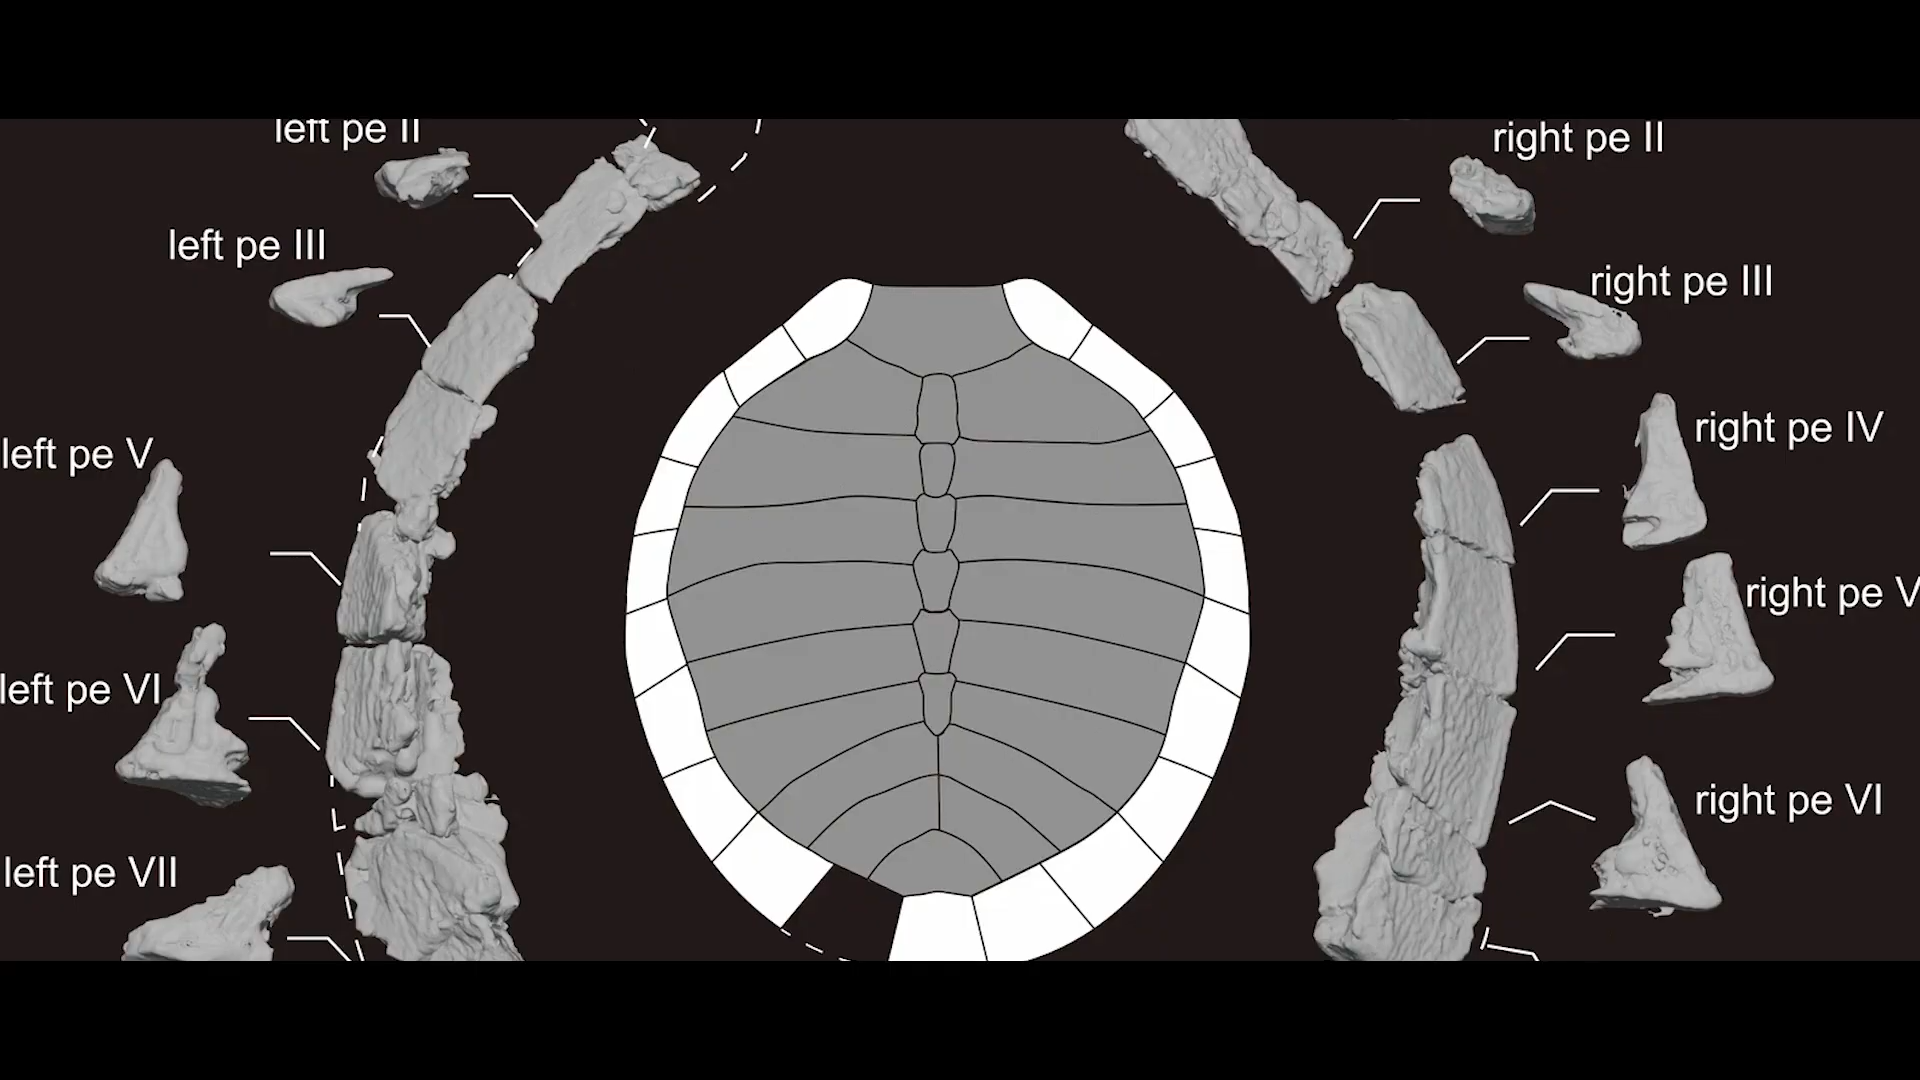 left pe II
right pe II
left pe III
right pe III
right pe IV
left pe V
right pe V
left pe VI
right pe VI
left pe VII